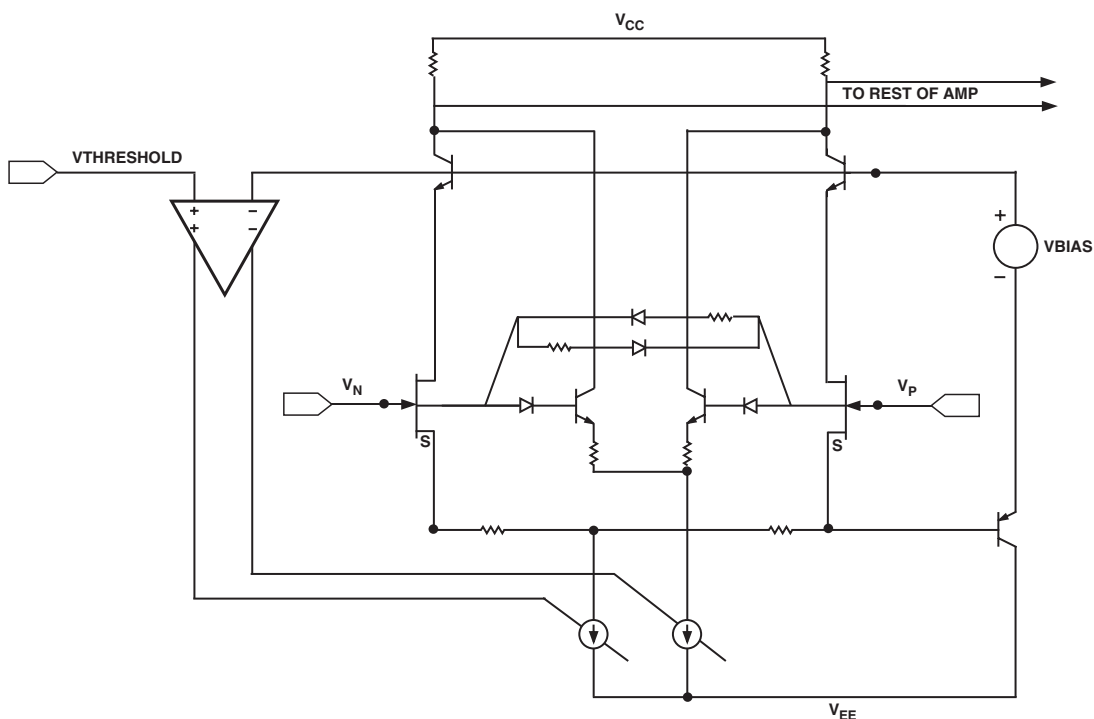 VCC
TO REST OF AMP
VTHRESHOLD
+ −
+ −
+
VBIAS
−
VN
VP
S
S
VEE